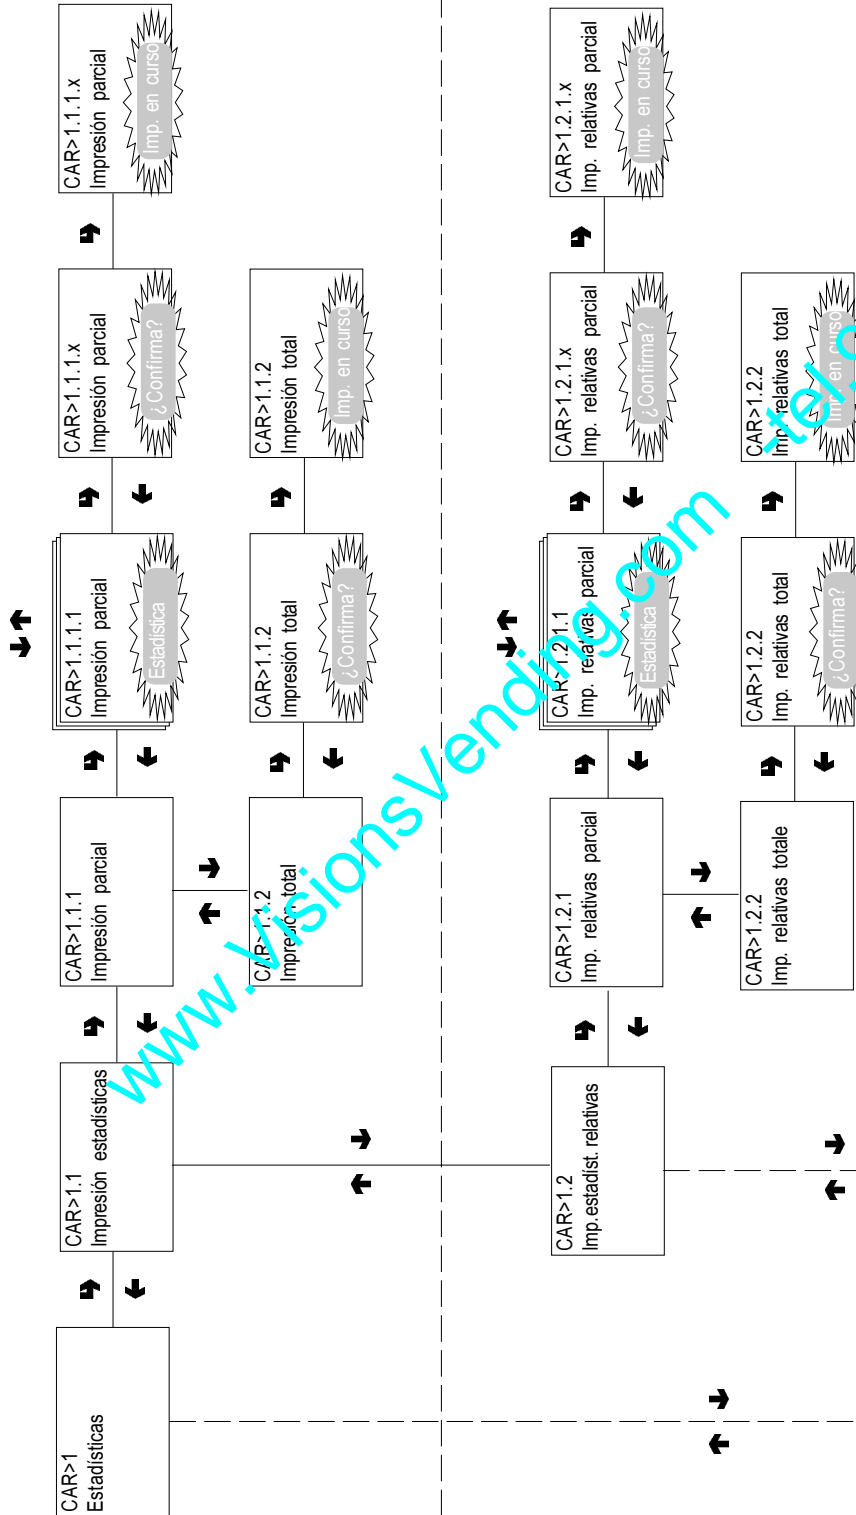 CAR>1
Estadísticas
CAR>1.1
Impresión estadísticas
CAR>1.1.1
Impresión parcial
CAR>1.1.1.1
Impresión parcial
Estadística
CAR>1.1.1.x
Impresión parcial
¿Confirma?
CAR>1.1.1.x
Impresión parcial
Imp. en curso
CAR>1.1.2
Impresión total
CAR>1.1.2
Impresión total
¿Confirma?
CAR>1.1.2
Impresión total
Imp. en curso
CAR>1.2
Imp.estadíst. relativas
CAR>1.2.1
Imp. relativas parcial
CAR>1.2.1.1
Imp. relativas parcial
Estadística
CAR>1.2.1.x
Imp. relativas parcial
¿Confirma?
CAR>1.2.1.x
Imp. relativas parcial
Imp. en curso
CAR>1.2.2
Imp. relativas totale
CAR>1.2.2
Imp. relativas total
¿Confirma?
CAR>1.2.2
Imp. relativas total
Imp. en curso
www.VisionsVending.com